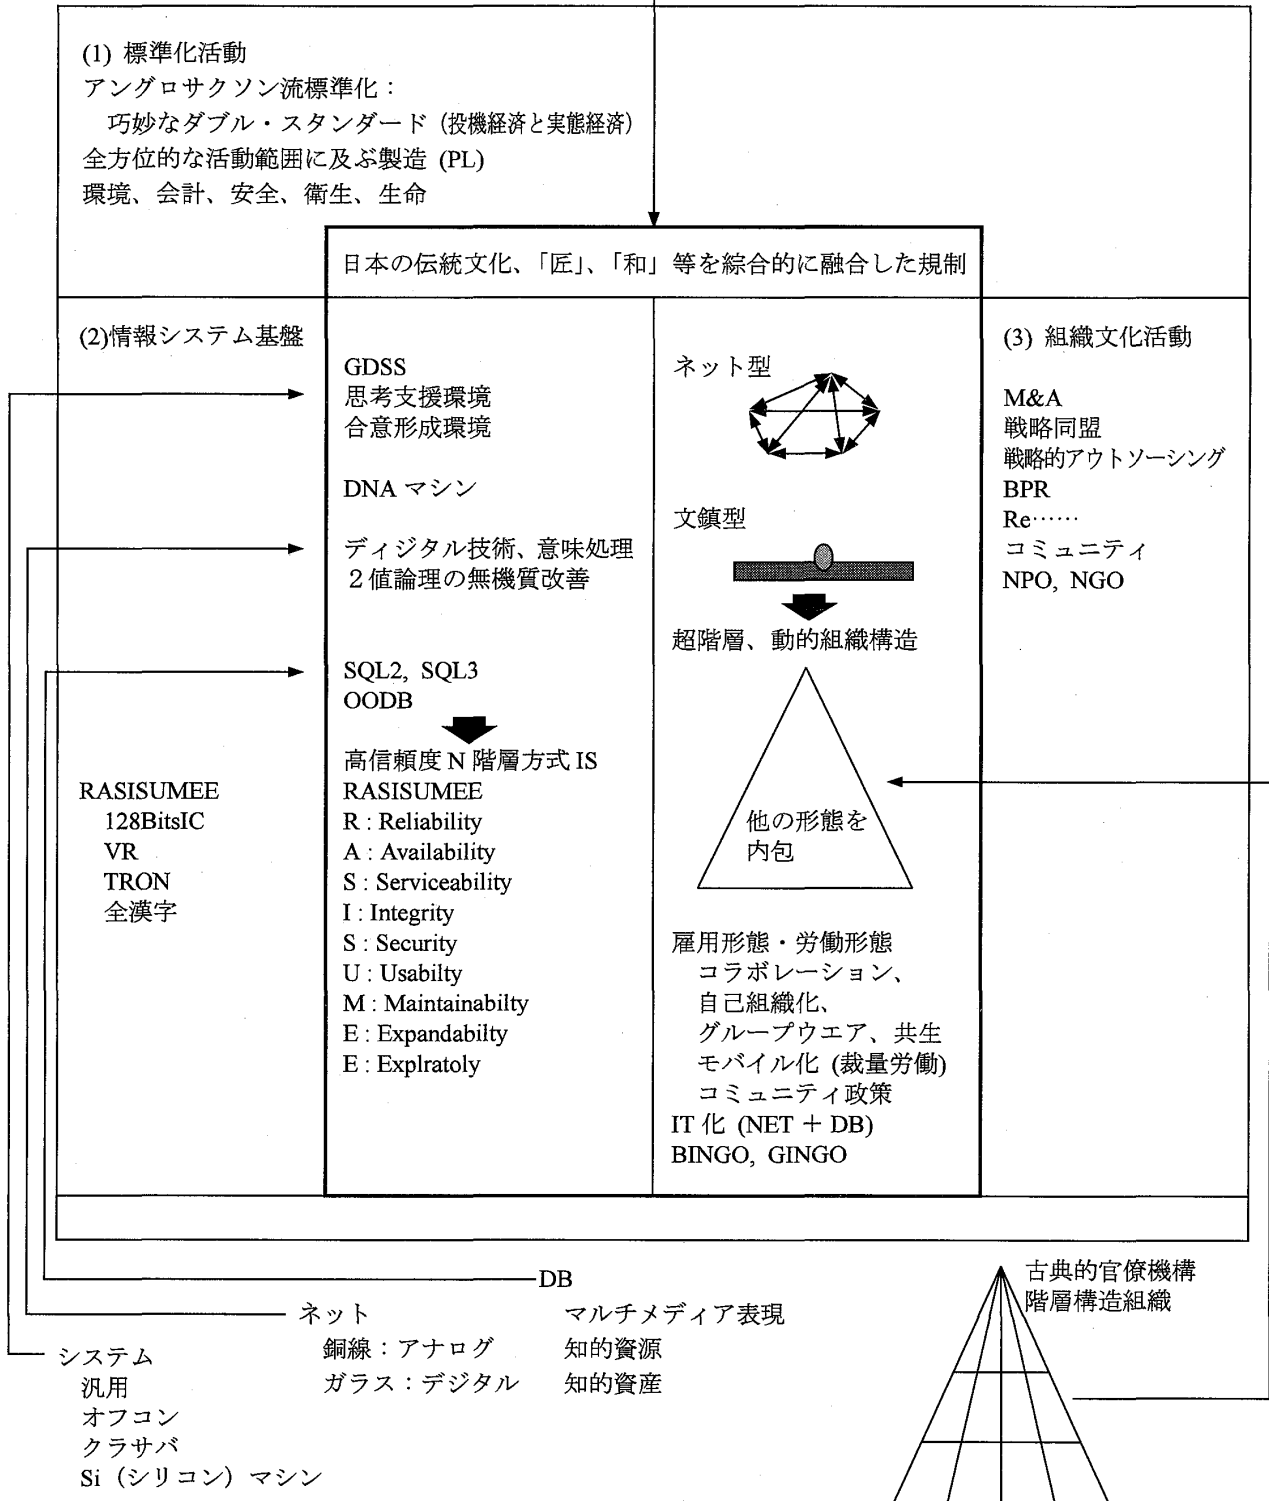 (1) 標準化活動
アングロサクソン流標準化：
巧妙なダブル・スタンダード（投機経済と実態経済）
全方位的な活動範囲に及ぶ製造 (PL)
環境、会計、安全、衛生、生命
日本の伝統文化、「匠」、「和」等を綜合的に融合した規制
(2)情報システム基盤
RASISUMEE
128BitsIC
VR
TRON
全漢字
GDSS
思考支援環境
合意形成環境
DNA マシン
ディジタル技術、意味処理
２値論理の無機質改善
SQL2, SQL3
OODB
高信頼度 N 階層方式 IS
RASISUMEE
R : Reliability
A : Availability
S : Serviceability
I : Integrity
S : Security
U : Usabilty
M : Maintainabilty
E : Expandabilty
E : Explratoly
ネット型
文鎮型
超階層、動的組織構造
他の形態を
内包
雇用形態・労働形態
コラボレーション、
自己組織化、
グループウエア、共生
モバイル化 (裁量労働)
コミュニティ政策
IT 化 (NET ＋ DB)
BINGO, GINGO
(3) 組織文化活動
M&A
戦略同盟
戦略的アウトソーシング
BPR
Re……
コミュニティ
NPO, NGO
DB
マルチメディア表現
知的資源
知的資産
ネット
銅線：アナログ
ガラス：デジタル
システム
汎用
オフコン
クラサバ
Si（シリコン）マシン
古典的官僚機構
階層構造組織